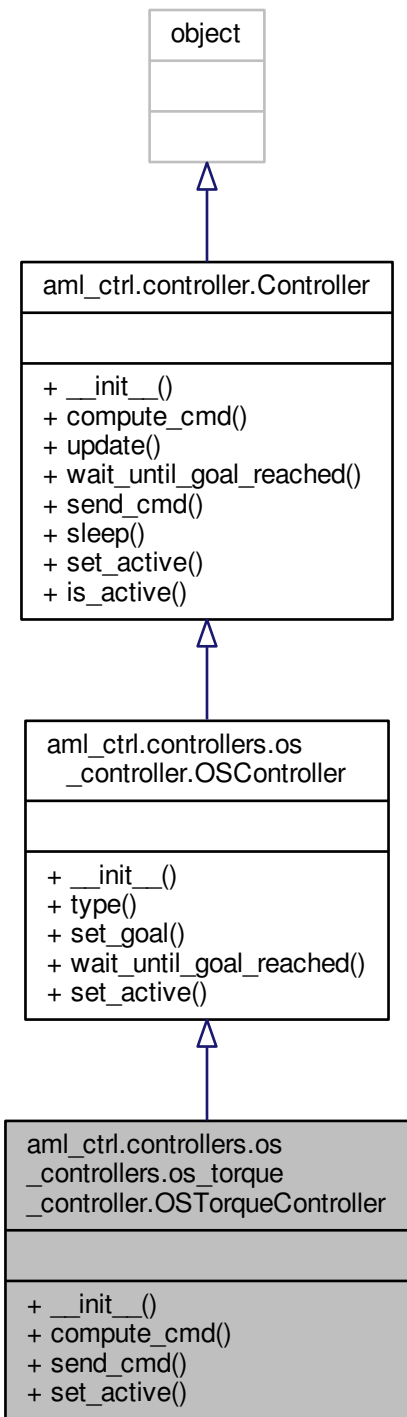 object
aml_ctrl.controller.Controller
+ __init__()
+ compute_cmd()
+ update()
+ wait_until_goal_reached()
+ send_cmd()
+ sleep()
+ set_active()
+ is_active()
aml_ctrl.controllers.os
_controller.OSController
+ __init__()
+ type()
+ set_goal()
+ wait_until_goal_reached()
+ set_active()
aml_ctrl.controllers.os
_controllers.os_torque
_controller.OSTorqueController
+ __init__()
+ compute_cmd()
+ send_cmd()
+ set_active()